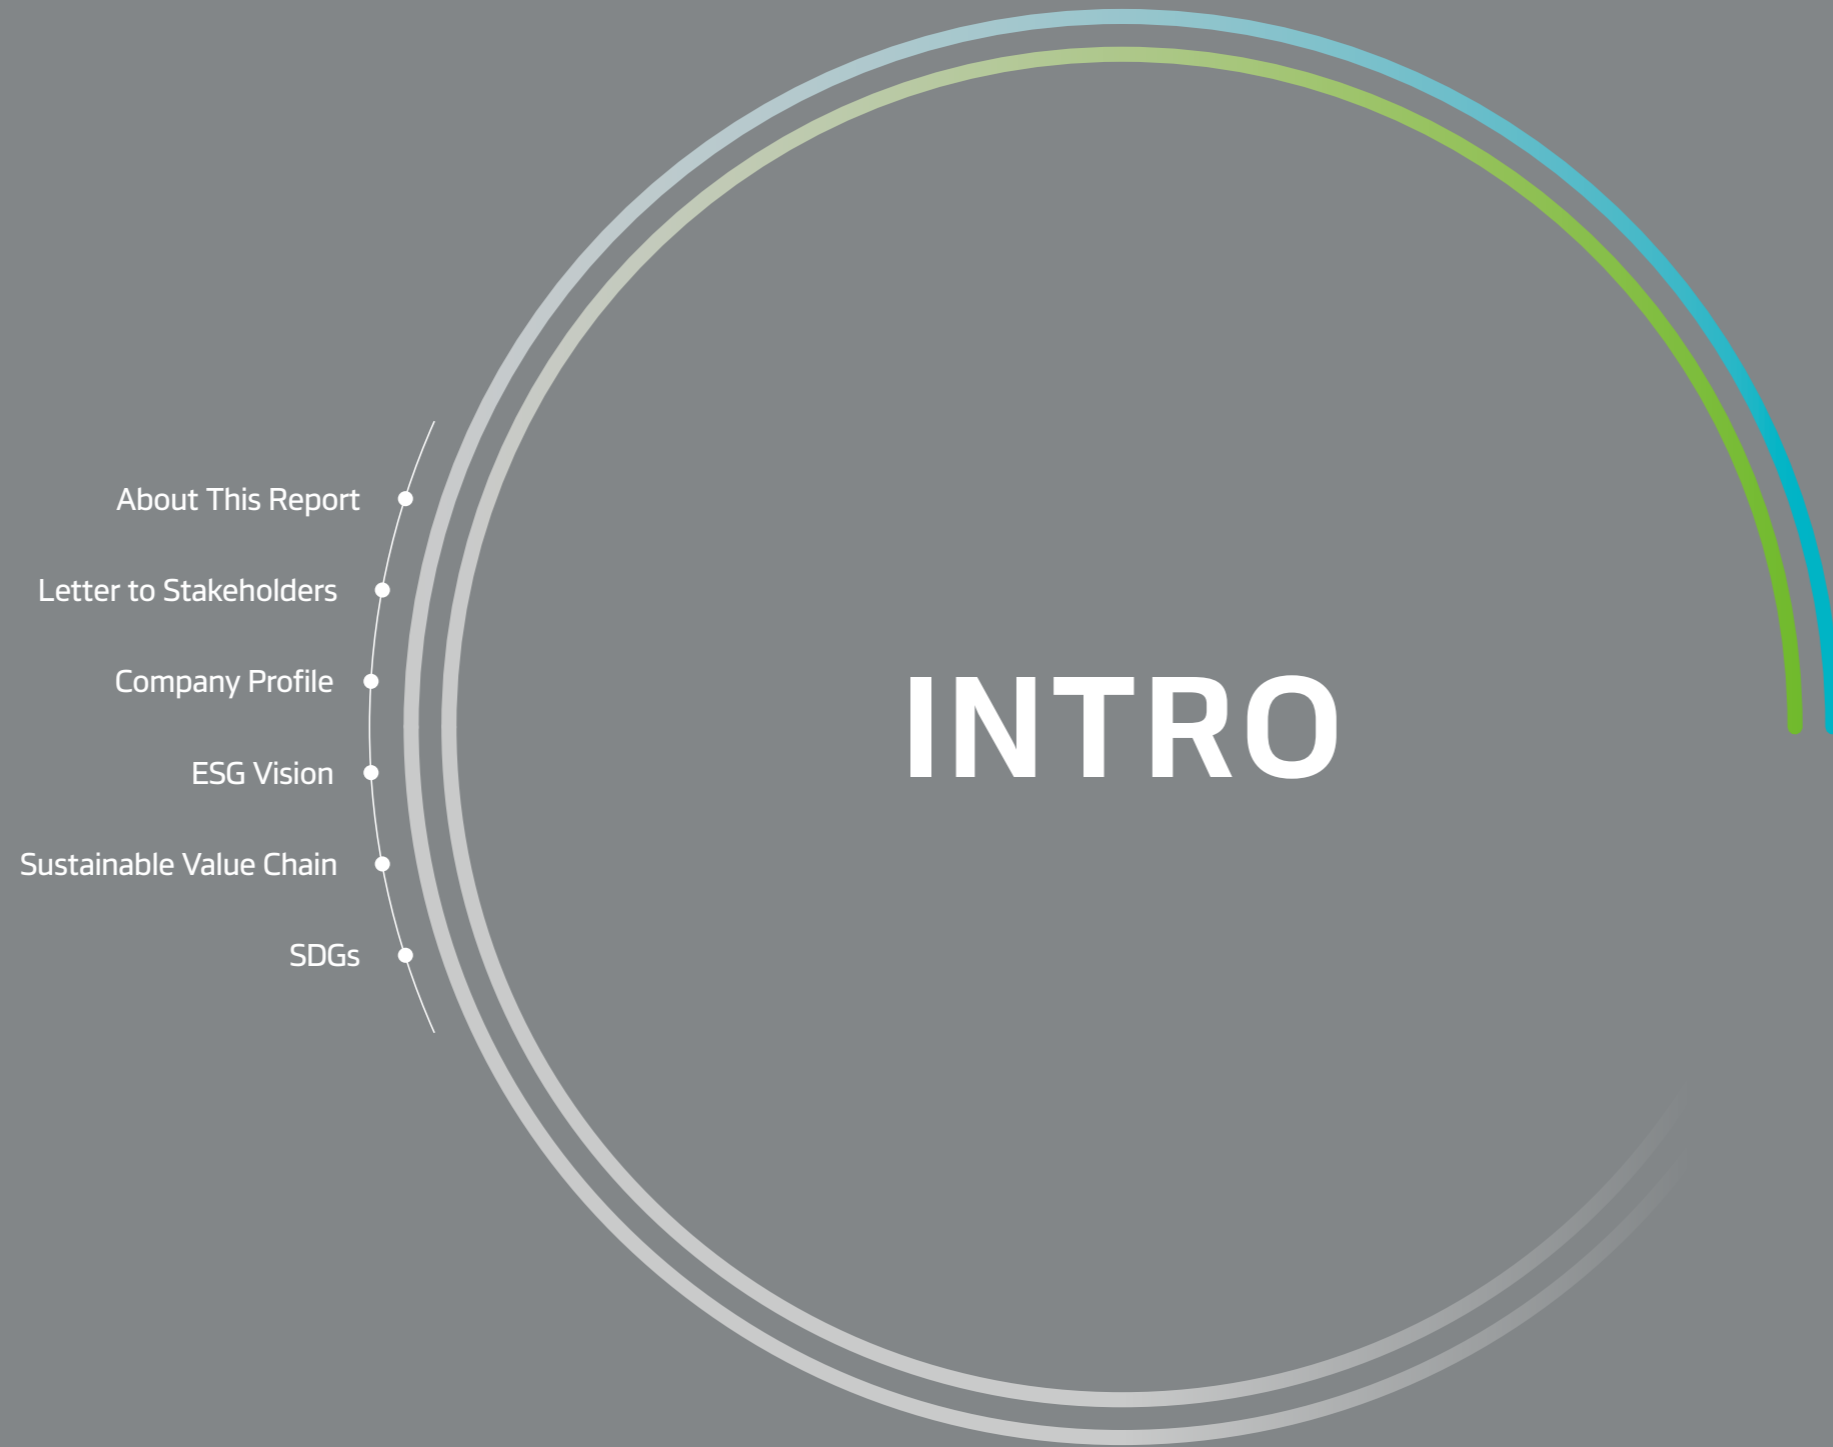 About This Report
Letter to Stakeholders
Company Profile
ESG Vision
Sustainable Value Chain
SDGs
INTRO